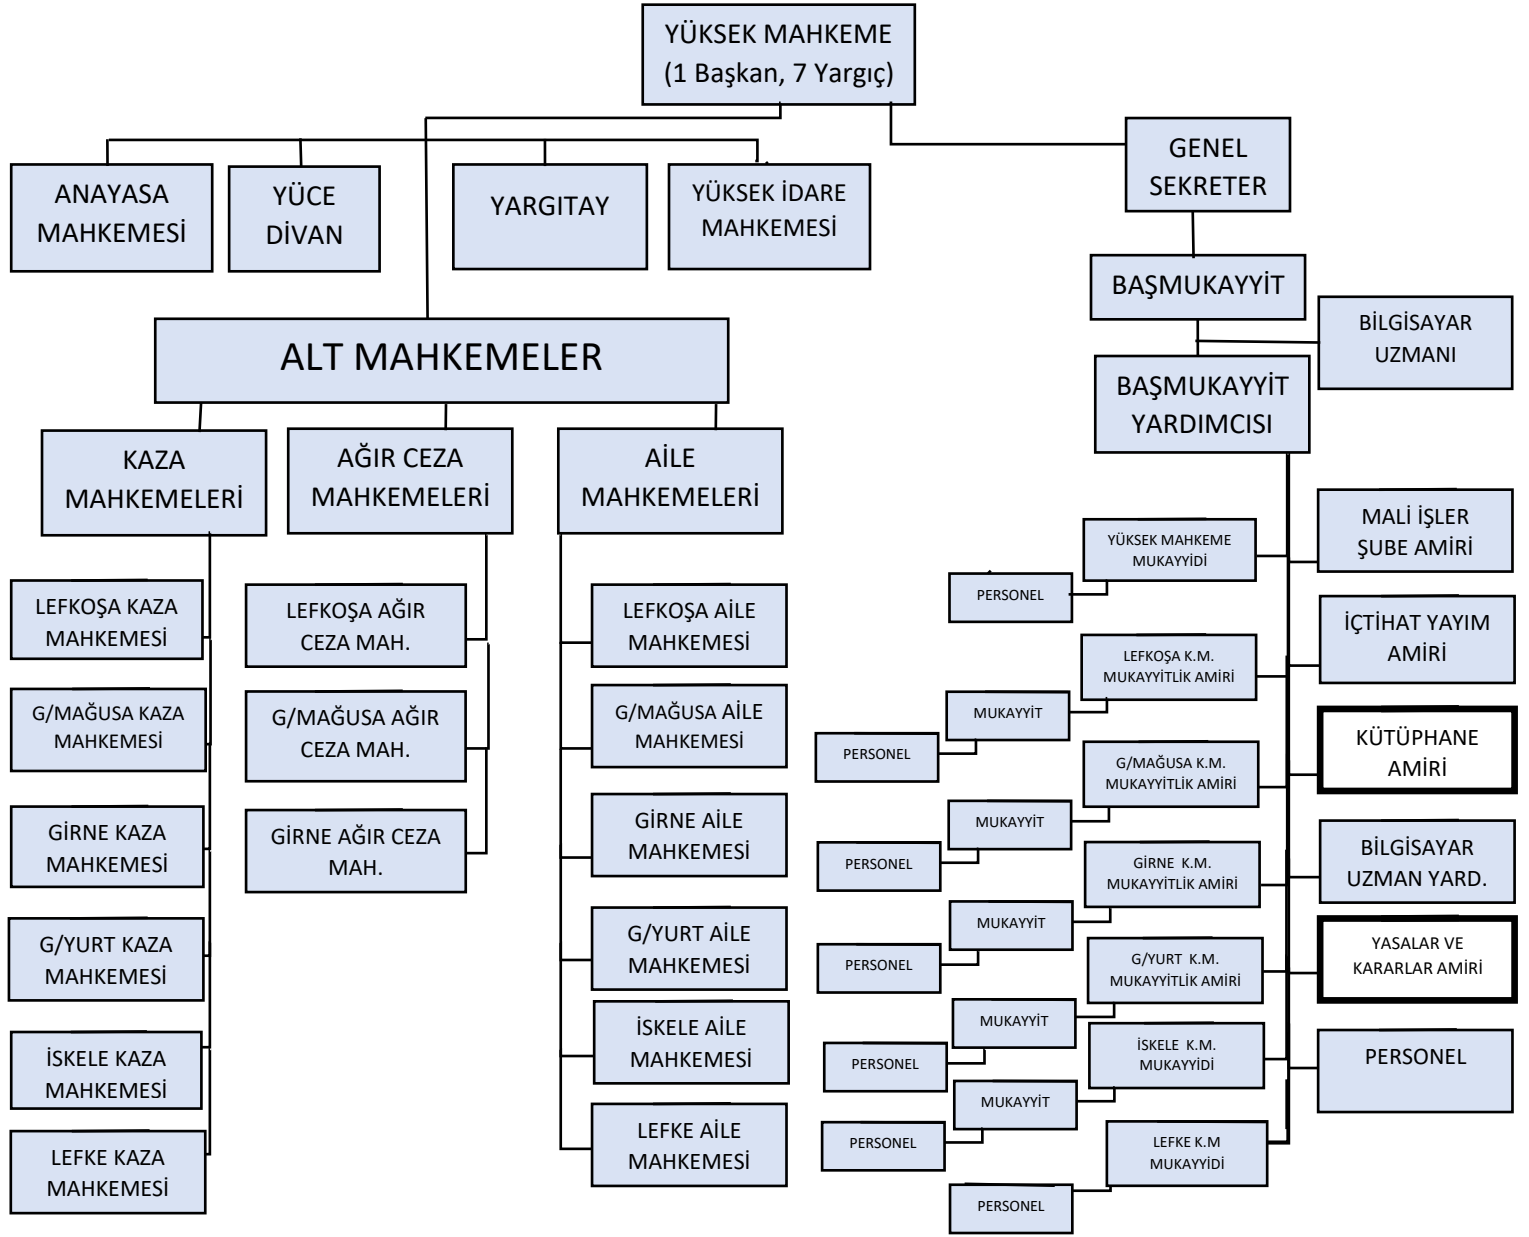 YÜKSEK MAHKEME
(1 Başkan, 7 Yargıç)
GENEL
SEKRETER
ANAYASA
MAHKEMESİ
YÜCE
DİVAN
YARGITAY
YÜKSEK İDARE
MAHKEMESİ
BAŞMUKAYYİT
BİLGİSAYAR
UZMANI
ALT MAHKEMELER
BAŞMUKAYYİT
YARDIMCISI
KAZA
MAHKEMELERİ
AĞIR CEZA
MAHKEMELERİ
AİLE
MAHKEMELERİ
LEFKOŞA KAZA
MAHKEMESİ
G/MAĞUSA KAZA
MAHKEMESİ
GİRNE KAZA
MAHKEMESİ
G/YURT KAZA
MAHKEMESİ
İSKELE KAZA
MAHKEMESİ
LEFKE KAZA
MAHKEMESİ
LEFKOŞA AĞIR
CEZA MAH.
G/MAĞUSA AĞIR
CEZA MAH.
GİRNE AĞIR CEZA
MAH.
LEFKOŞA AİLE
MAHKEMESİ
G/MAĞUSA AİLE
MAHKEMESİ
GİRNE AİLE
MAHKEMESİ
G/YURT AİLE
MAHKEMESİ
İSKELE AİLE
MAHKEMESİ
LEFKE AİLE
MAHKEMESİ
YÜKSEK MAHKEME
MUKAYYİDİ
PERSONEL
LEFKOŞA K.M.
MUKAYYİTLİK AMİRİ
MUKAYYİT
PERSONEL
G/MAĞUSA K.M.
MUKAYYİTLİK AMİRİ
MUKAYYİT
PERSONEL
GİRNE K.M.
MUKAYYİTLİK AMİRİ
MUKAYYİT
PERSONEL
G/YURT K.M.
MUKAYYİTLİK AMİRİ
MUKAYYİT
PERSONEL
İSKELE K.M.
MUKAYYİDİ
MUKAYYİT
PERSONEL
LEFKE K.M
MUKAYYİDİ
PERSONEL
MALİ İŞLER
ŞUBE AMİRİ
İÇTİHAT YAYIM
AMİRİ
KÜTÜPHANE
AMİRİ
BİLGİSAYAR
UZMAN YARD.
YASALAR VE
KARARLAR AMİRİ
PERSONEL